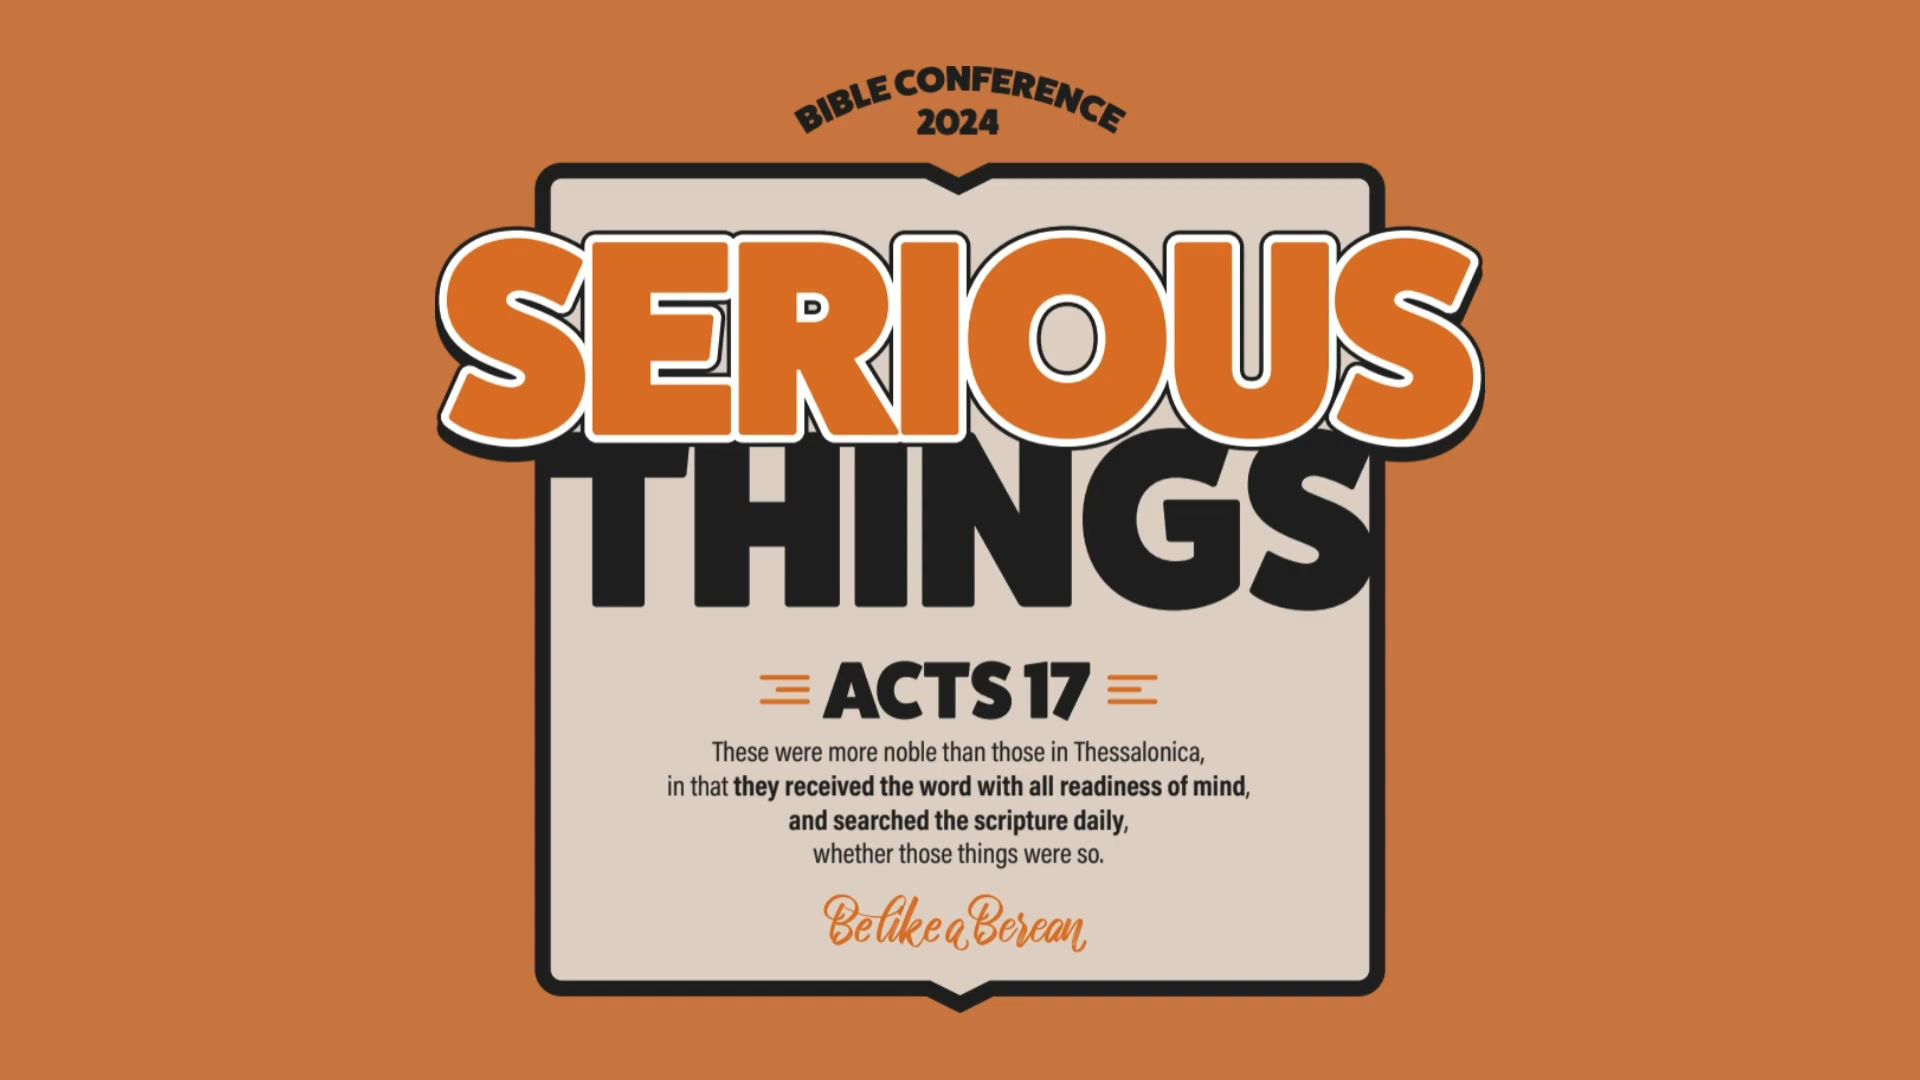 BIBLE CONFERENCE
2024
SERIOUS
THINGS
ACTS 17
These were more noble than those in Thessalonica,
in that they received the word with all readiness of mind,
and searched the scripture daily,
whether those things were so.
Be like a Berean